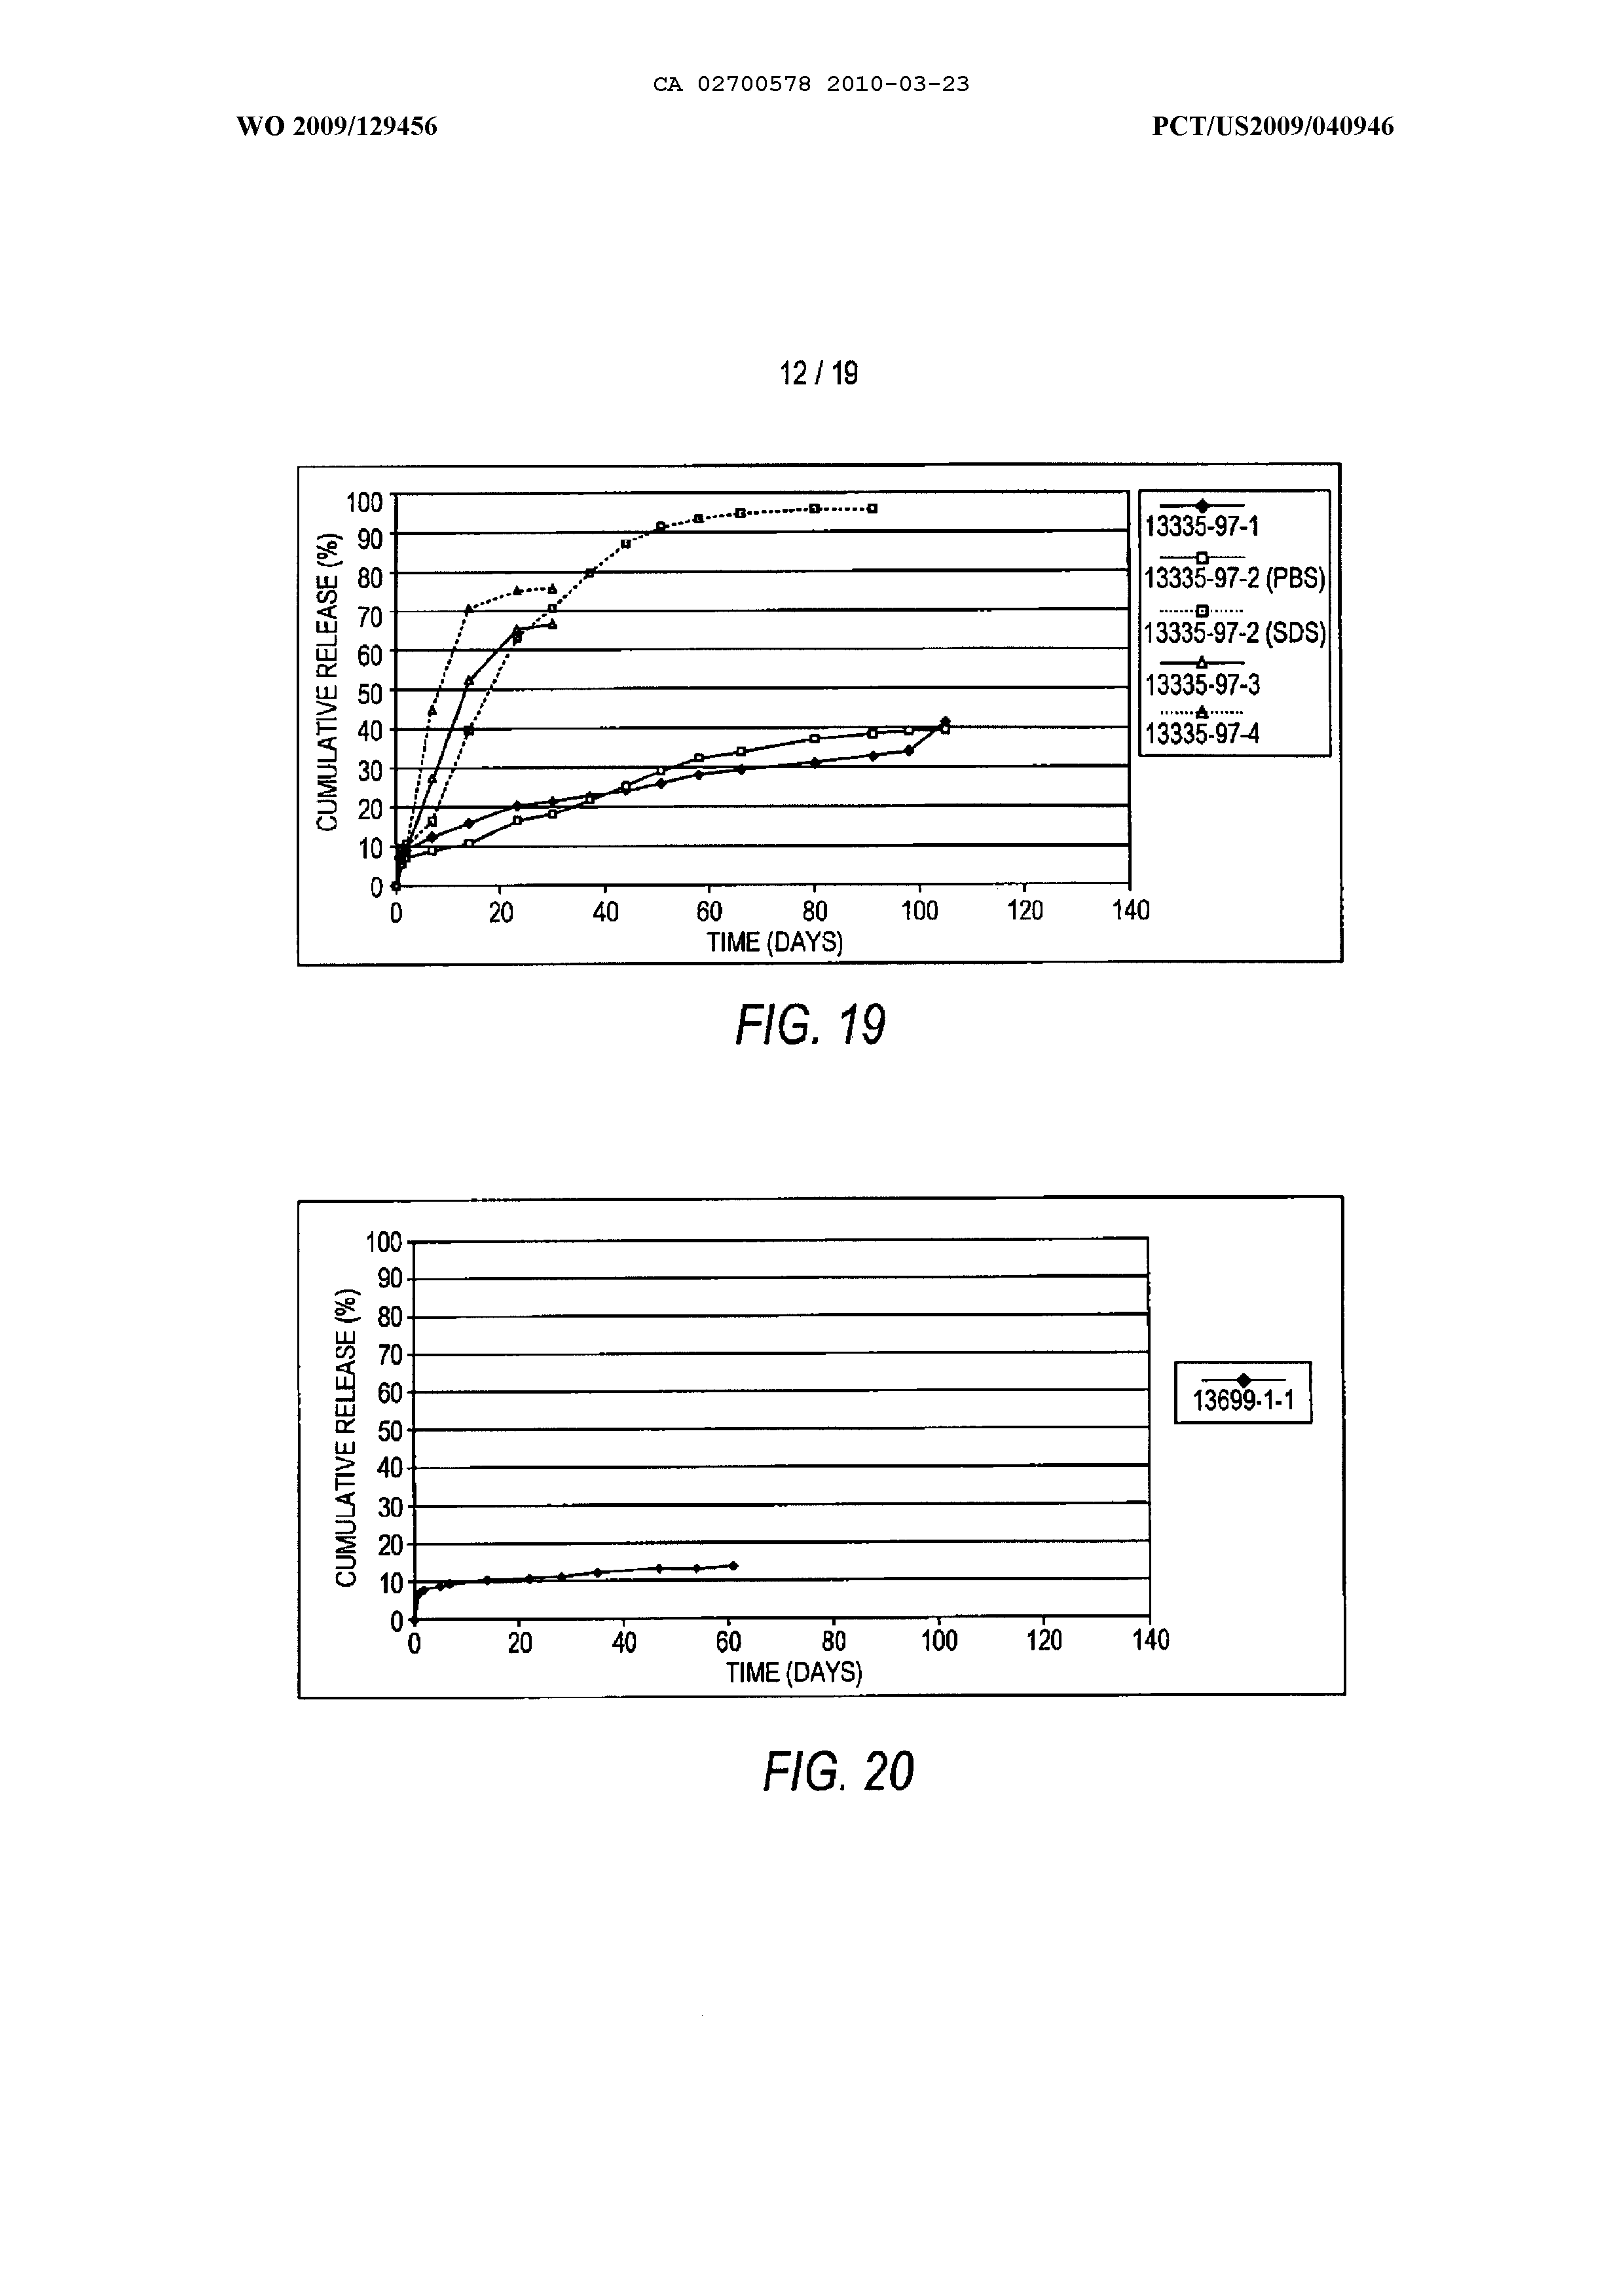 CA 02700578 2010-03-23
WO 2009/129456
PCT/US2009/040946
12 / 19
CUMULATIVE RELEASE (%)
100
90
80
70
60
50
40
30
20
10
0
0 20 40 60 80 100 120 140
TIME (DAYS)
13335-97-1
13335-97-2 (PBS)
13335-97-2 (SDS)
13335-97-3
13335-97-4
FIG. 19
CUMULATIVE RELEASE (%)
100
90
80
70
60
50
40
30
20
10
0
0 20 40 60 80 100 120 140
TIME (DAYS)
13699-1-1
FIG. 20